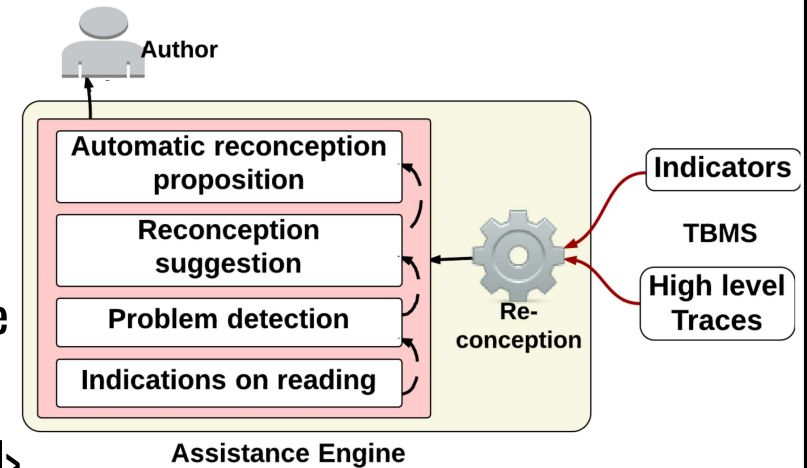 Author
Automatic reconception
proposition
Reconception
suggestion
Problem detection
Indications on reading
Re-
conception
Indicators
TBMS
High level
Traces
Assistance Engine
e